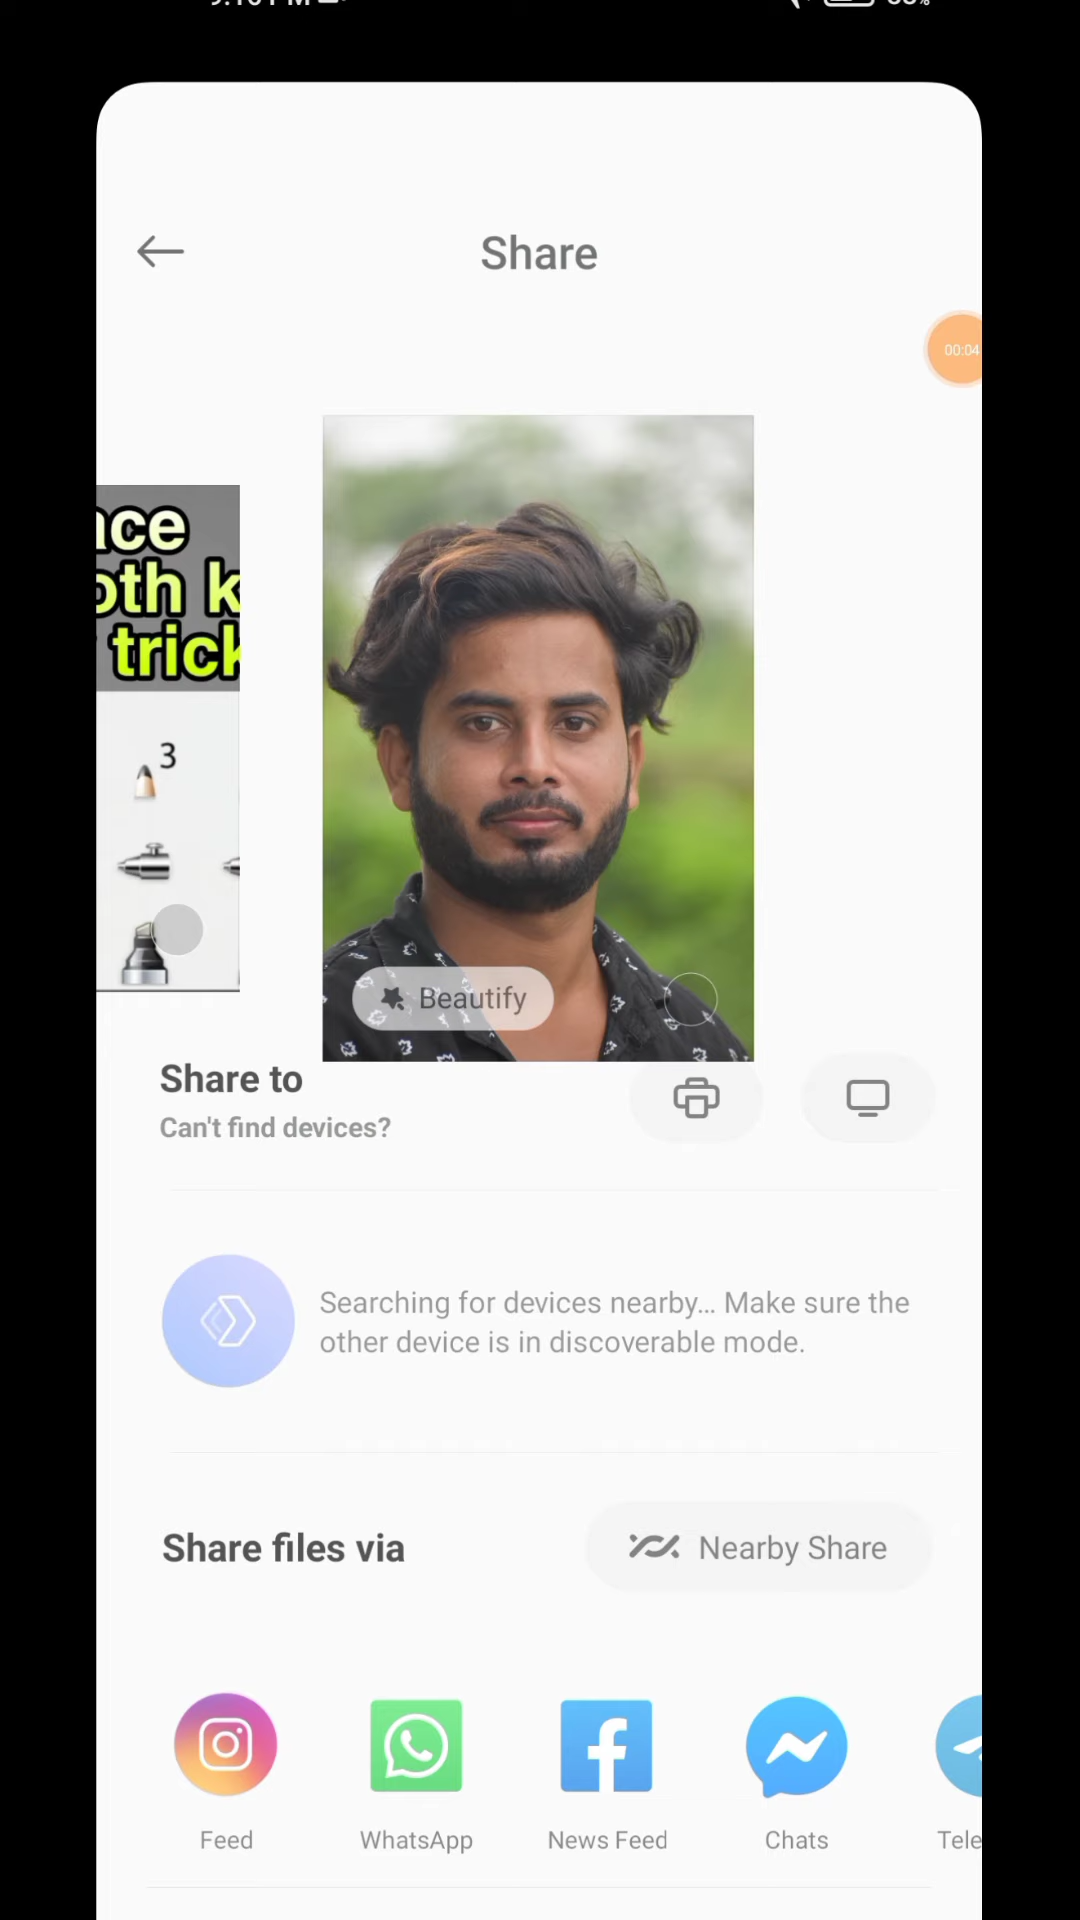 Share
00:04
ace
oth k
trick
3
Beautify
Share to
Can't find devices?
Searching for devices nearby... Make sure the
other device is in discoverable mode.
Share files via
Nearby Share
Feed
WhatsApp
News Feed
Chats
Tele